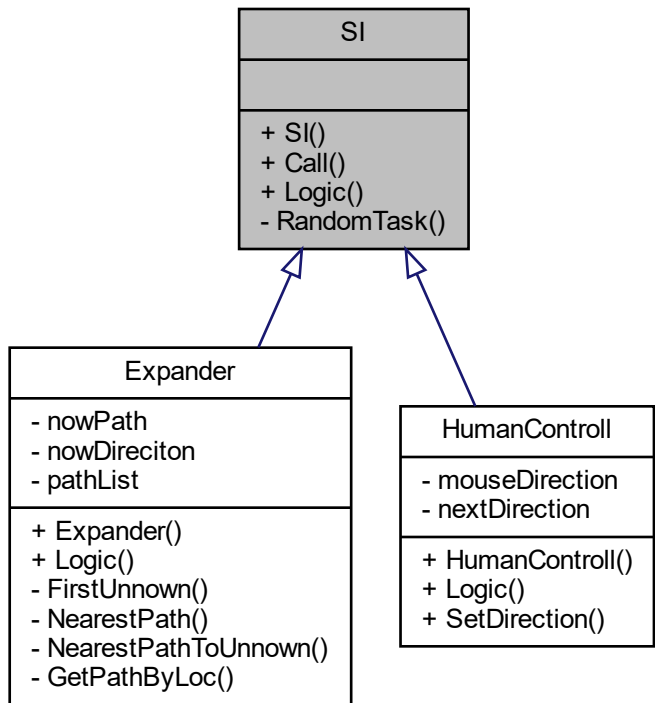 SI
+ SI()
+ Call()
+ Logic()
- RandomTask()
Expander
- nowPath
- nowDireciton
- pathList
+ Expander()
+ Logic()
- FirstUnnown()
- NearestPath()
- NearestPathToUnnown()
- GetPathByLoc()
HumanControll
- mouseDirection
- nextDirection
+ HumanControll()
+ Logic()
+ SetDirection()